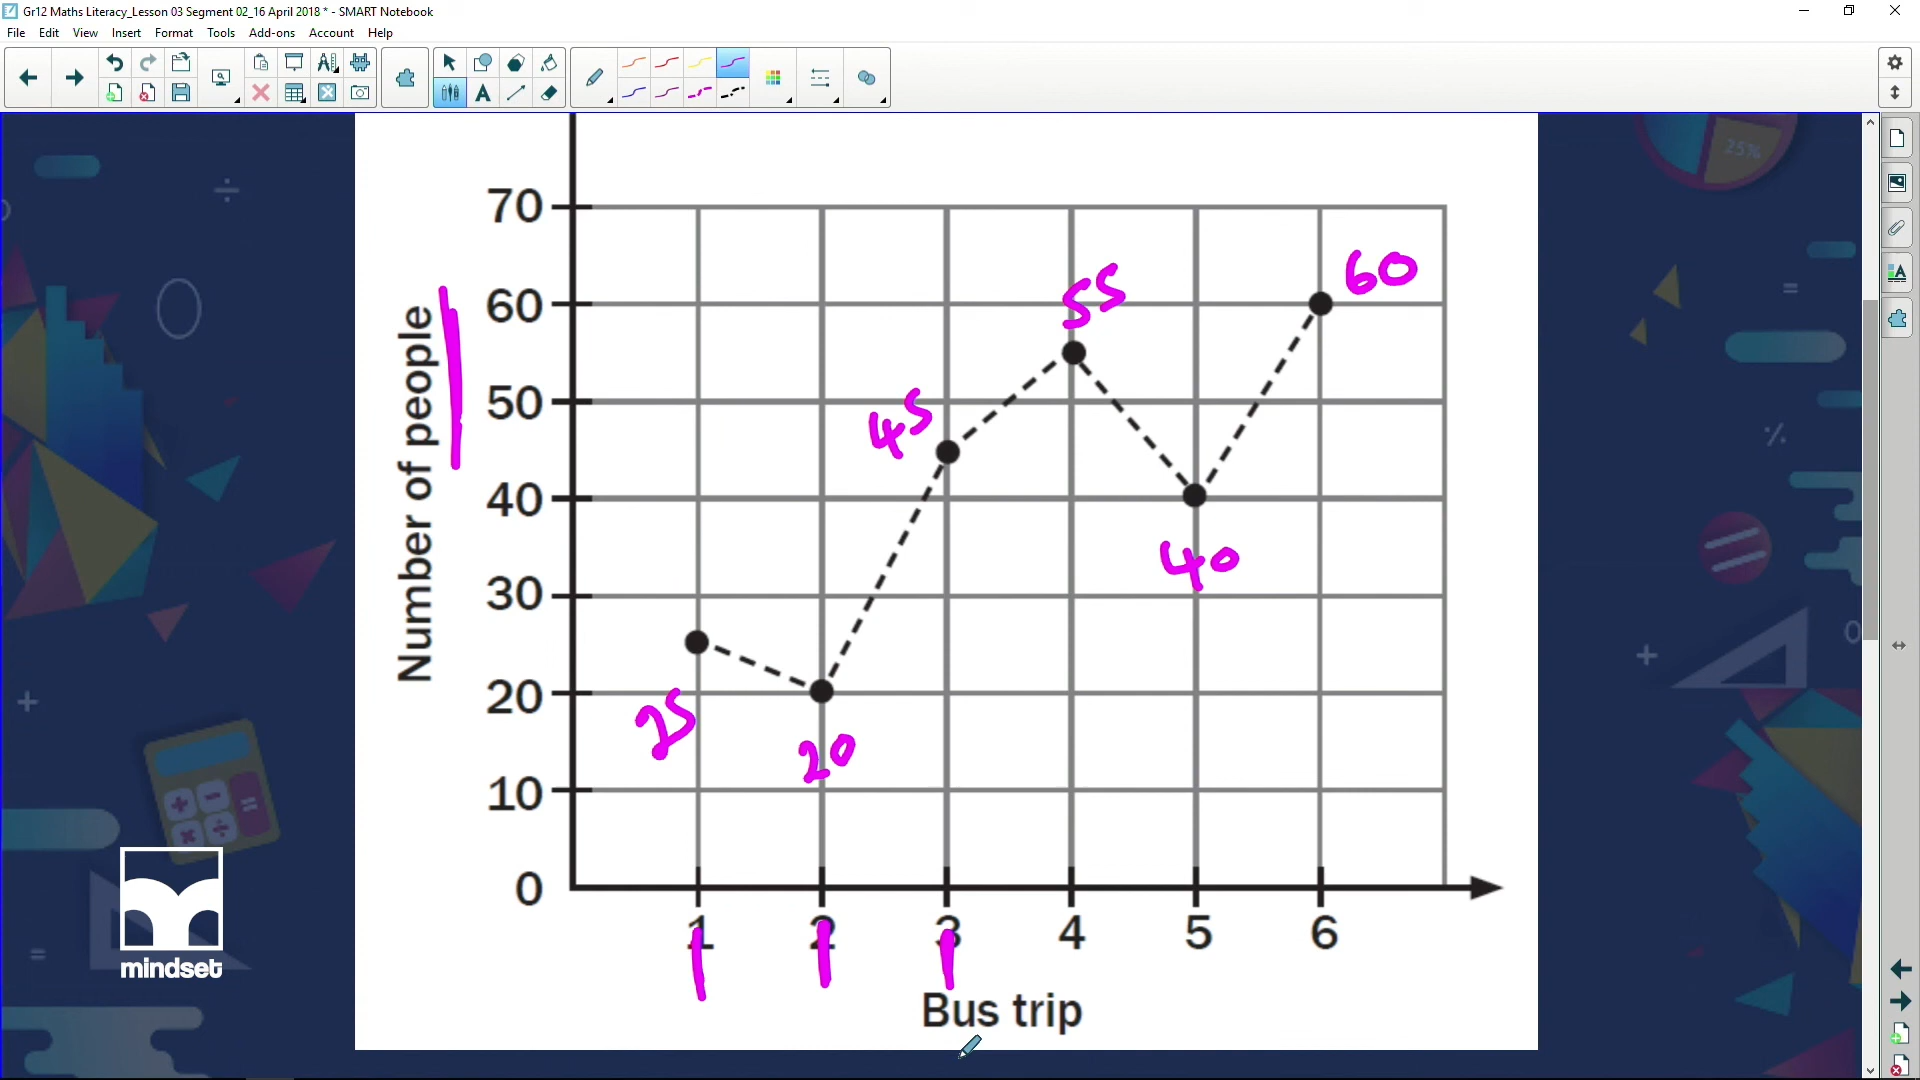 Gr12 Maths Literacy_Lesson 03 Segment 02_16 April 2018 * - SMART Notebook
File Edit View Insert Format Tools Add-ons Account Help
25%
70
60
50
40
30
20
10
0
Number of people
25
20
45
55
40
60
1 2 3 4 5 6
Bus trip
mindset